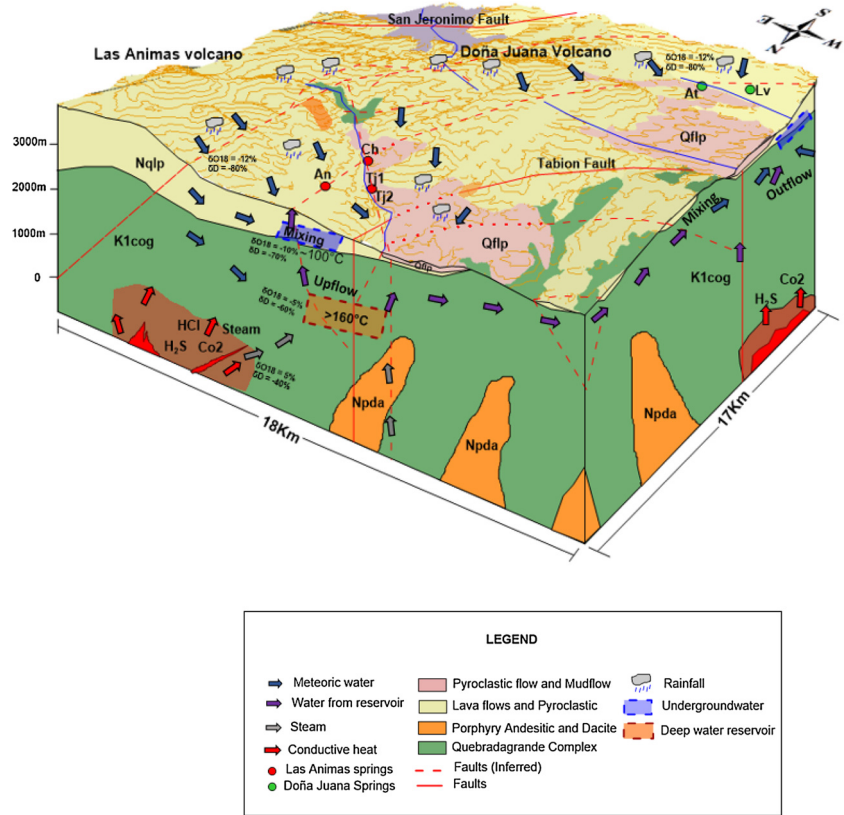 San Jeronimo Fault
S
E
W
N
Las Animas volcano
Doña Juana Volcano
δO18 = -12%
δD = -80%
At
Lv
Qflp
3000m
2000m
1000m
0
Nqlp
δO18 = -12%
δD = -80%
Cb
An
Tj1
Tj2
Tabion Fault
Qflp
Qflp
Mixing
Outflow
Mixing
δO18 = -10%
δD = -70%
~100°C
K1cog
K1cog
Upflow
δO18 = -5%
δD = -60%
>160°C
H2S
Co2
HCl
Steam
H2S
Co2
δO18 = 5%
δD = -40%
Npda
Npda
Npda
18Km
17Km
LEGEND
Meteoric water
Water from reservoir
Steam
Conductive heat
Las Animas springs
Doña Juana Springs
Pyroclastic flow and Mudflow
Lava flows and Pyroclastic
Porphyry Andesitic and Dacite
Quebradagrande Complex
Faults (Inferred)
Faults
Rainfall
Undergroundwater
Deep water reservoir